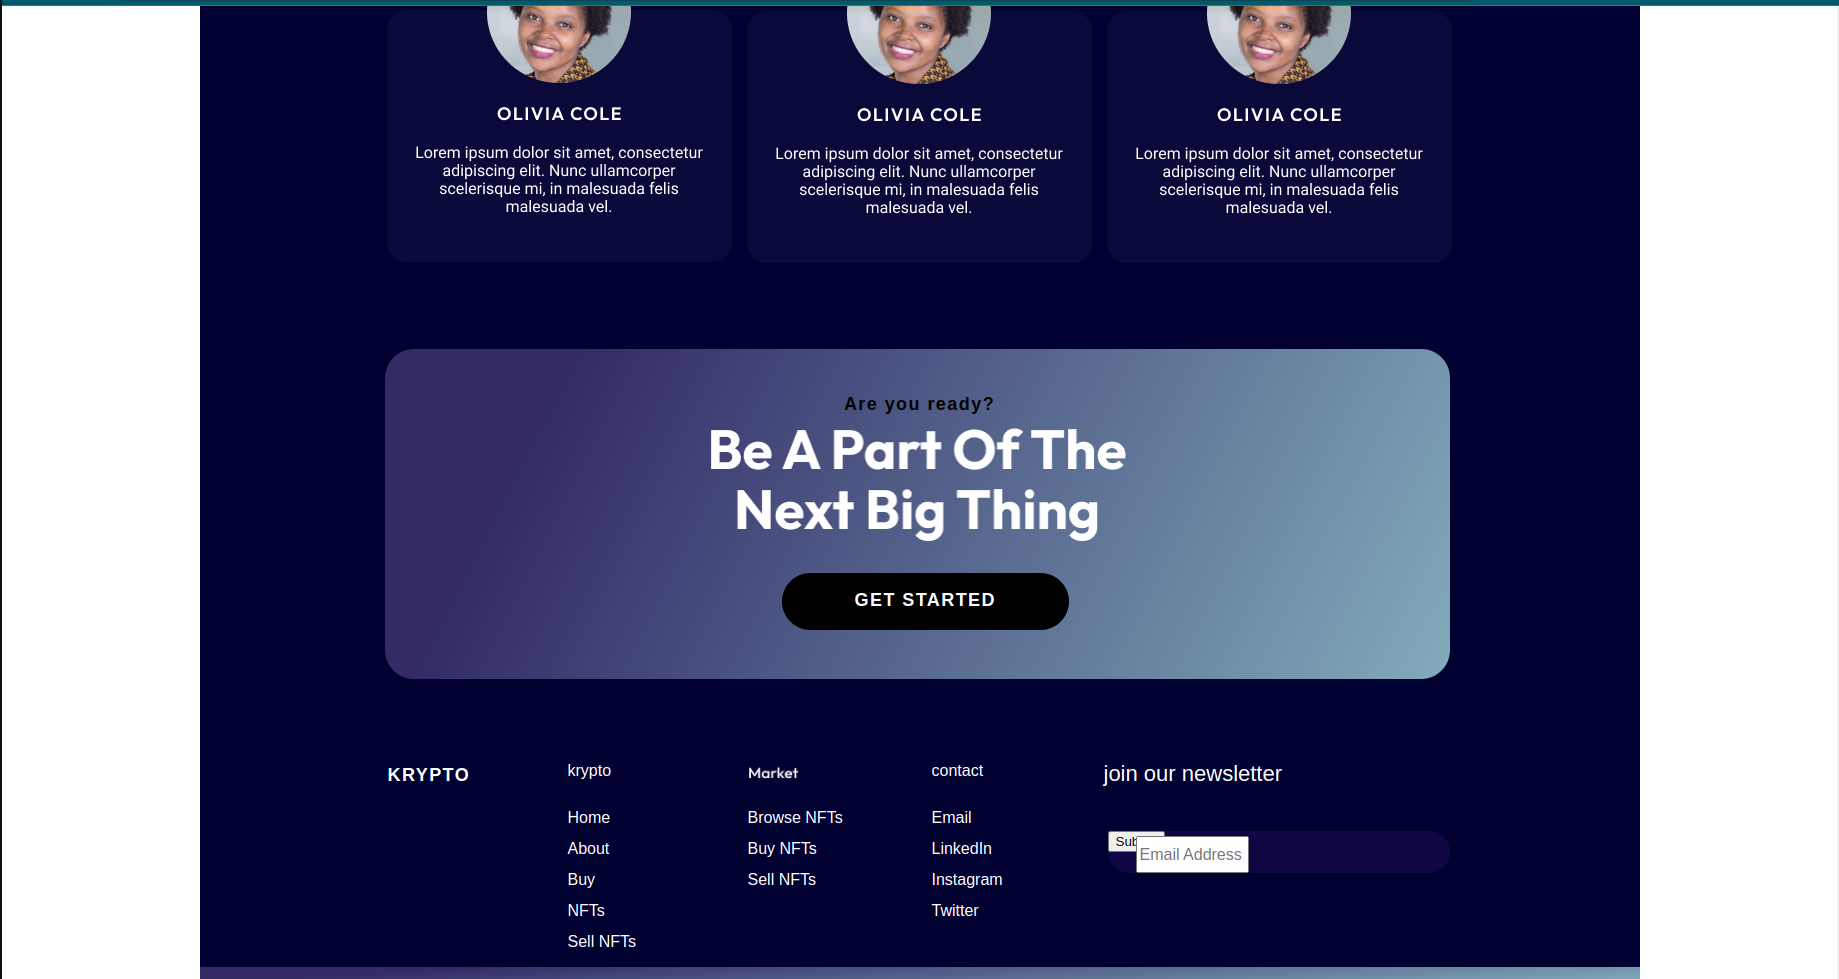 OLIVIA COLE
Lorem ipsum dolor sit amet, consectetur
adipiscing elit. Nunc ullamcorper
scelerisque mi, in malesuada felis
malesuada vel.
OLIVIA COLE
Lorem ipsum dolor sit amet, consectetur
adipiscing elit. Nunc ullamcorper
scelerisque mi, in malesuada felis
malesuada vel.
OLIVIA COLE
Lorem ipsum dolor sit amet, consectetur
adipiscing elit. Nunc ullamcorper
scelerisque mi, in malesuada felis
malesuada vel.
Are you ready?
Be A Part Of The
Next Big Thing
GET STARTED
KRYPTO
krypto
Home
About
Buy
NFTs
Sell NFTs
Market
Browse NFTs
Buy NFTs
Sell NFTs
contact
Email
LinkedIn
Instagram
Twitter
join our newsletter
Email Address